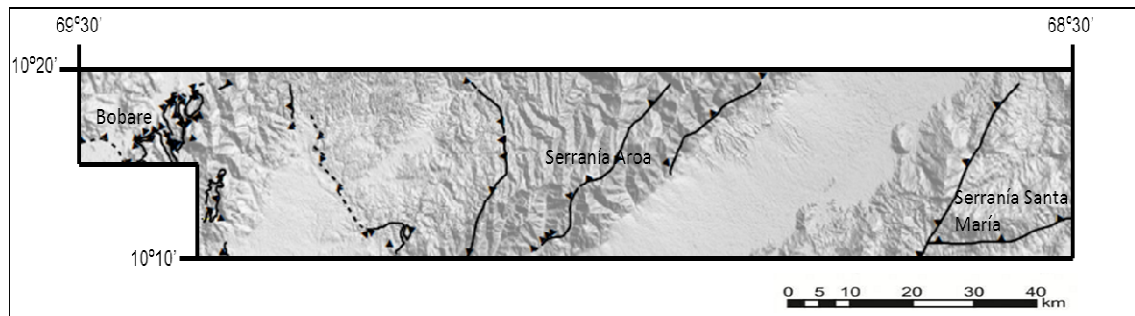 69°30'
68°30'
10°20'
Bobare
Serranía Aroa
Serranía Santa
María
10°10'
0 5 10 20 30 40
km